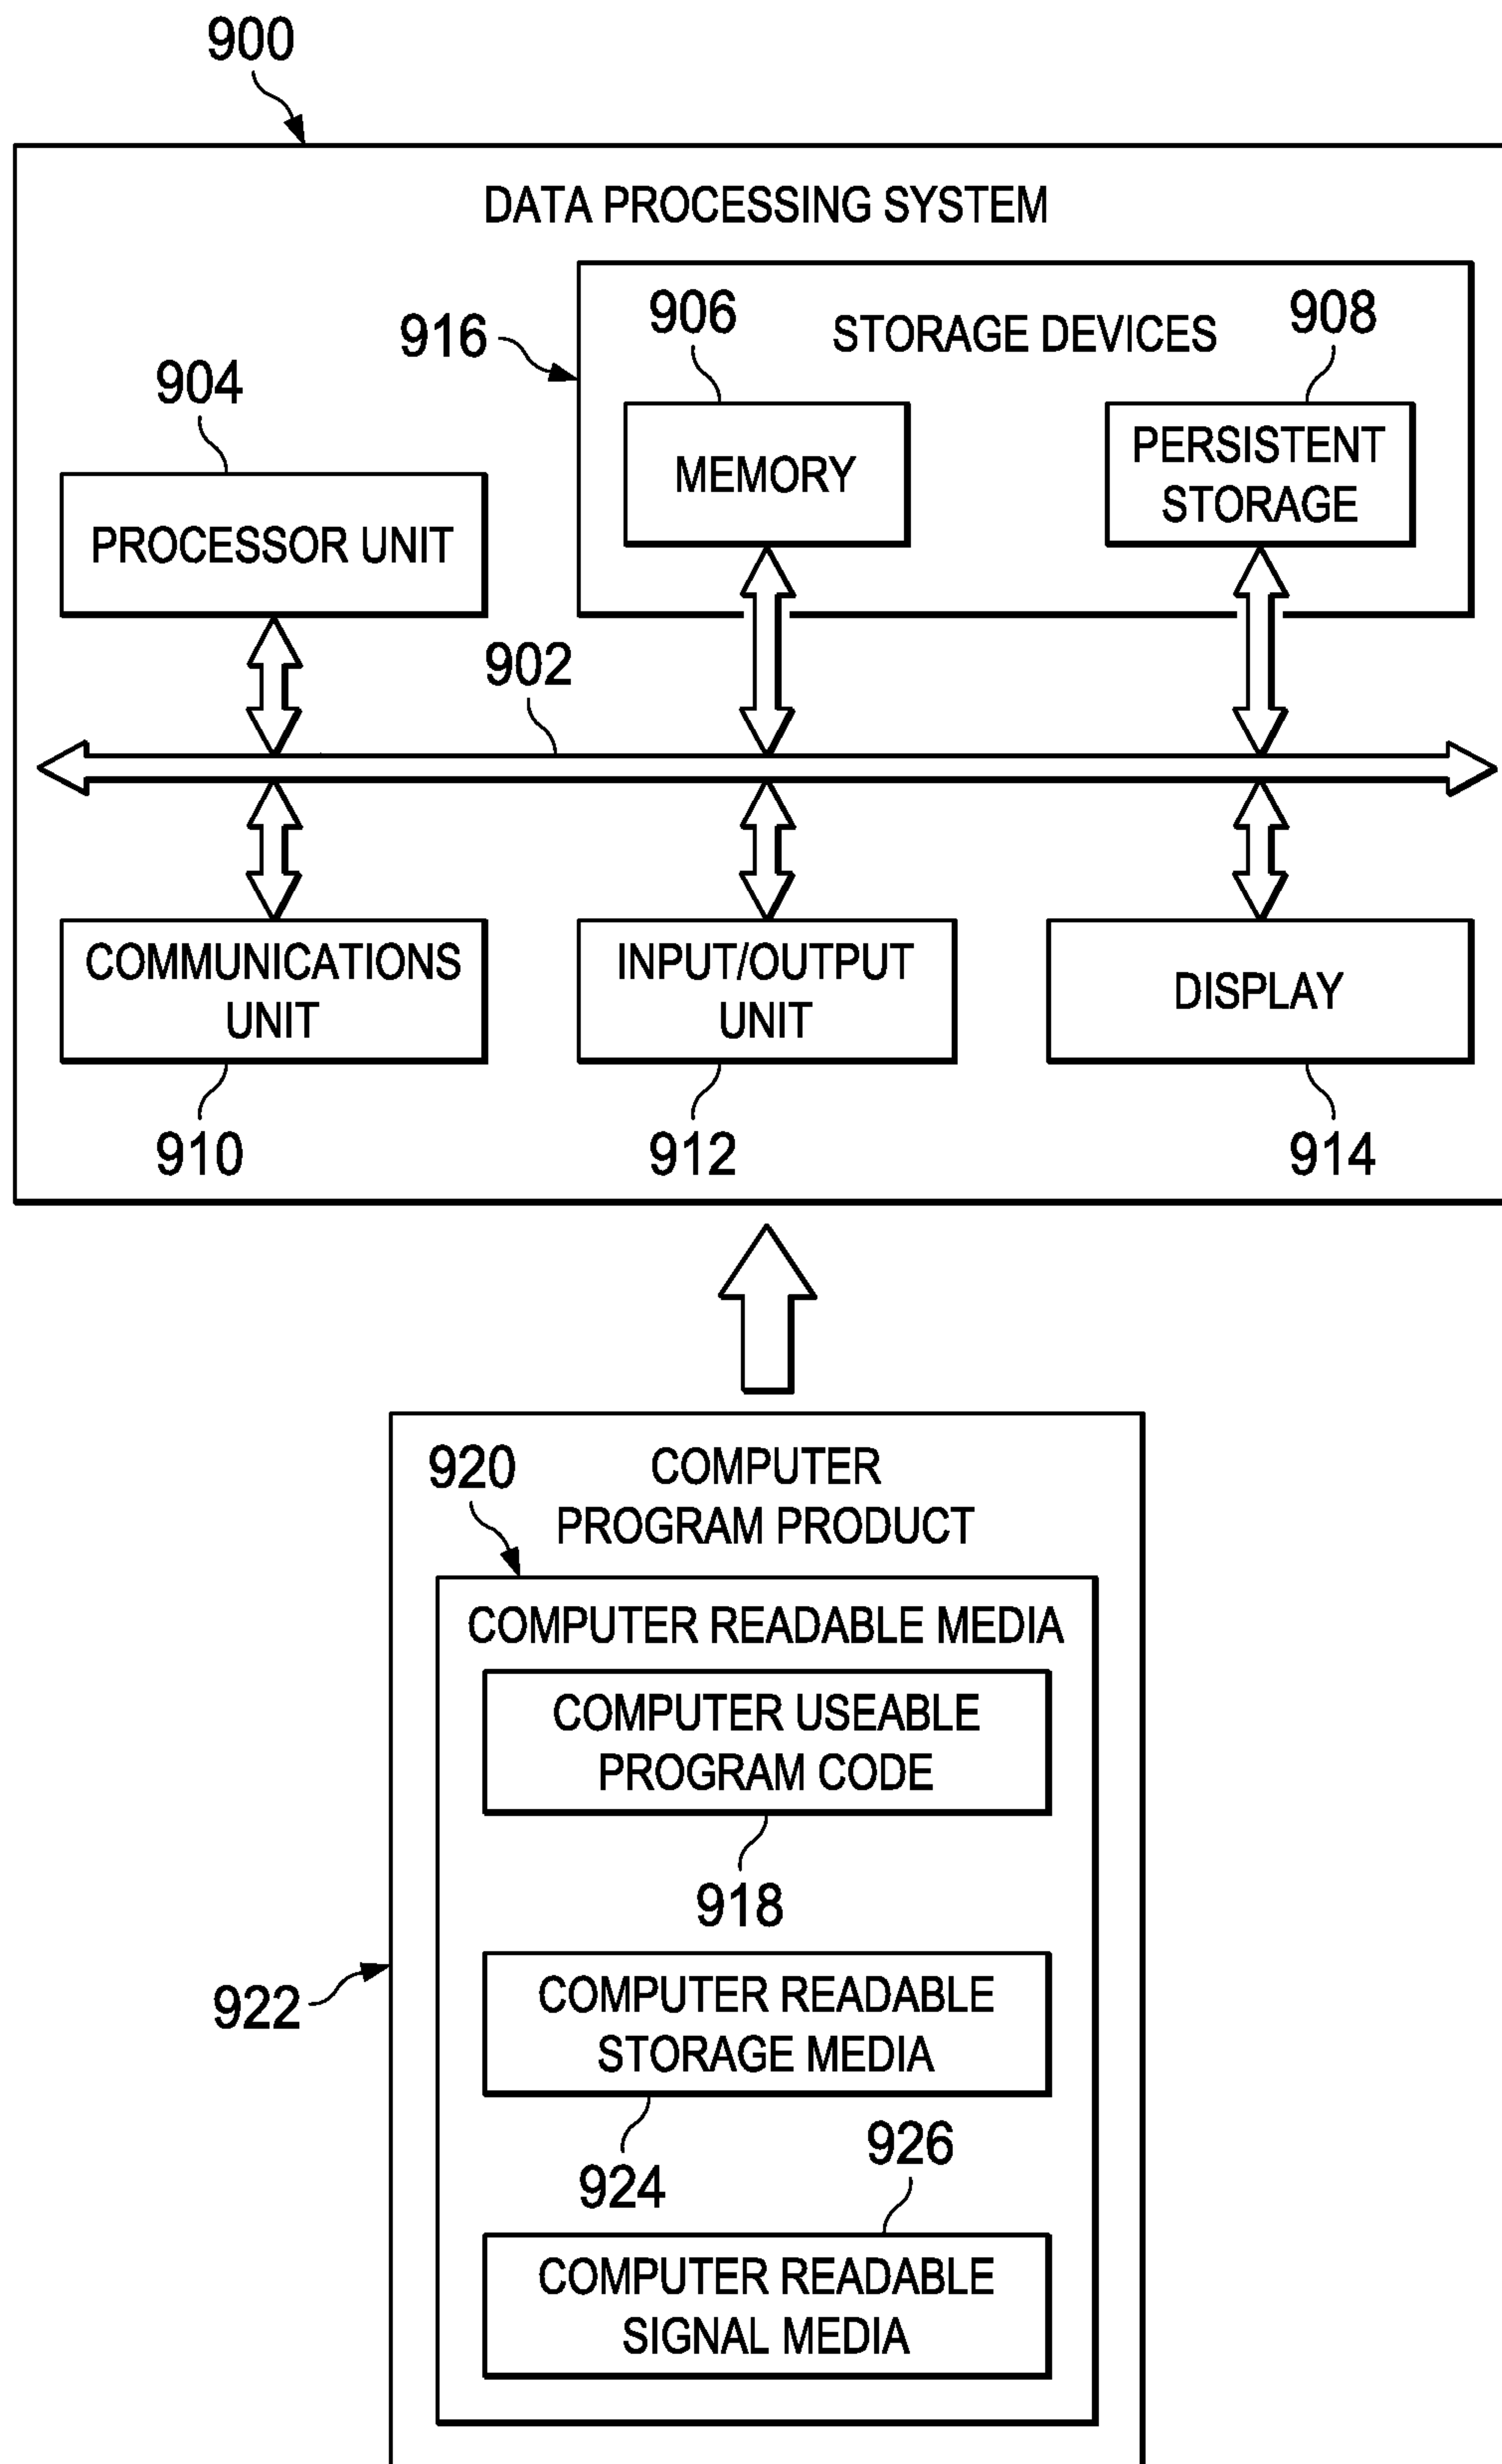 900
DATA PROCESSING SYSTEM
916
906
STORAGE DEVICES
908
904
MEMORY
PERSISTENT
STORAGE
PROCESSOR UNIT
902
COMMUNICATIONS
UNIT
INPUT/OUTPUT
UNIT
DISPLAY
910
912
914
920
COMPUTER
PROGRAM PRODUCT
COMPUTER READABLE MEDIA
COMPUTER USEABLE
PROGRAM CODE
918
922
COMPUTER READABLE
STORAGE MEDIA
924
926
COMPUTER READABLE
SIGNAL MEDIA